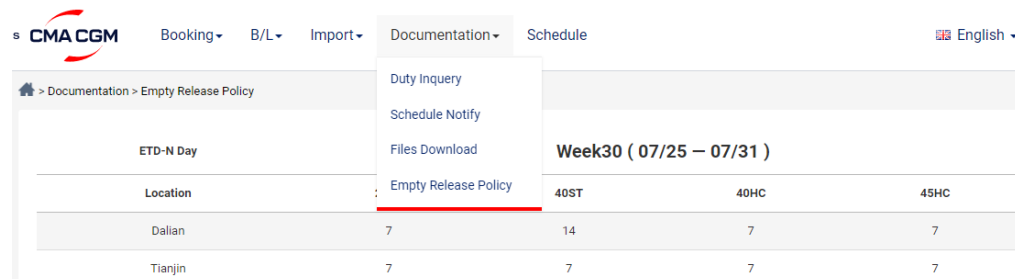 s CMA CGM Booking B/L Import Documentation Schedule English
Duty Inquery
> Documentation > Empty Release Policy
Schedule Notify
ETD-N Day Files Download Week30 ( 07/25 — 07/31 )
Empty Release Policy
Location 40ST 40HC 45HC
Dalian 7 14 7 7
Tianjin 7 7 7 7